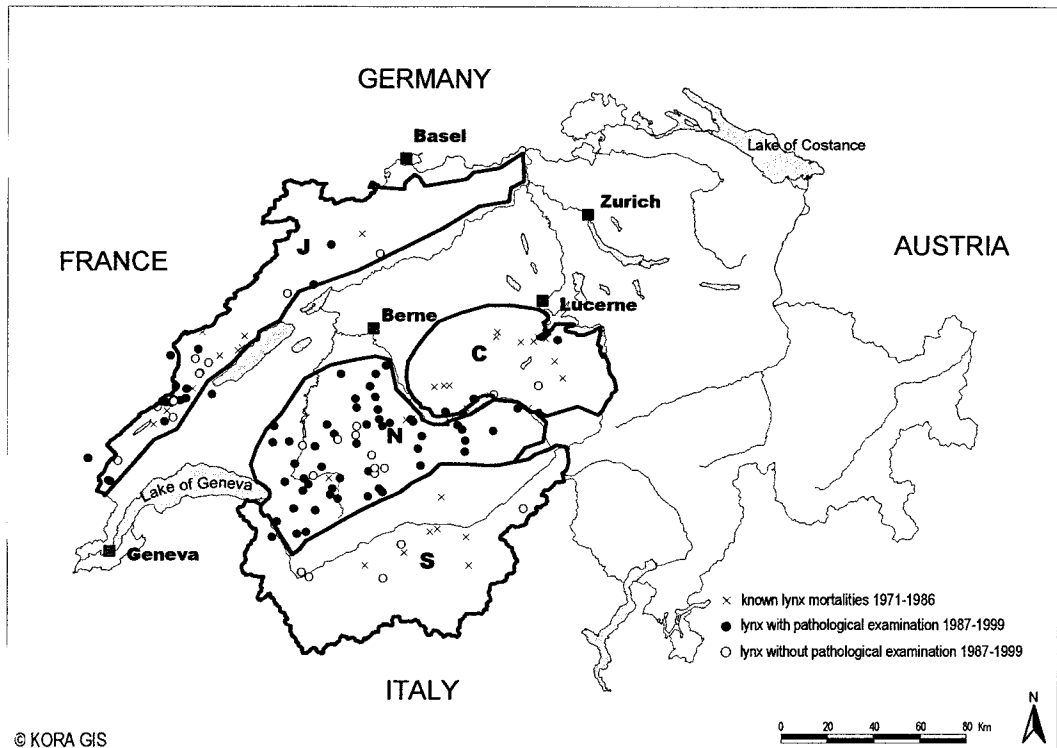 GERMANY
Basel
Lake of Costance
Zurich
J
FRANCE
AUSTRIA
Lucerne
Berne
C
N
Lake of Geneva
Geneva
S
× known lynx mortalities 1971-1986
● lynx with pathological examination 1987-1999
○ lynx without pathological examination 1987-1999
ITALY
N
0 20 40 60 80 Km
© KORA GIS